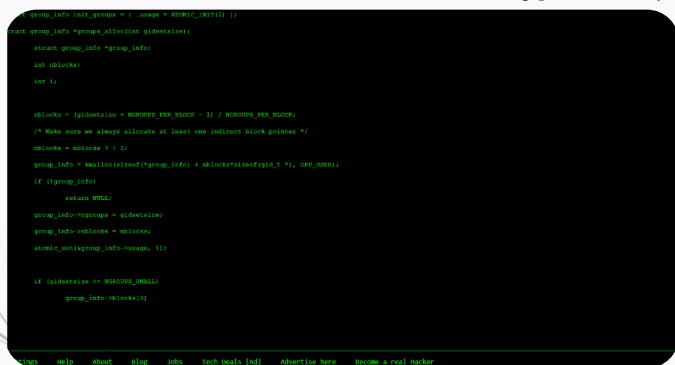 struct group_info init_groups = { .usage = ATOMIC_INIT(2) };
struct group_info *groups_alloc(int gidsetsize){
struct group_info *group_info;
int nblocks;
int i;
nblocks = (gidsetsize + NGROUPS_PER_BLOCK - 1) / NGROUPS_PER_BLOCK;
/* Make sure we always allocate at least one indirect block pointer */
nblocks = nblocks ? : 1;
group_info = kmalloc(sizeof(*group_info) + nblocks*sizeof(gid_t *), GFP_USER);
if (!group_info)
return NULL;
group_info->ngroups = gidsetsize;
group_info->nblocks = nblocks;
atomic_set(&group_info->usage, 1);
if (gidsetsize <= NGROUPS_SMALL)
group_info->blocks[0]
Settings Help About Blog Jobs Tech Deals [Ad] Advertise here Become a real Hacker